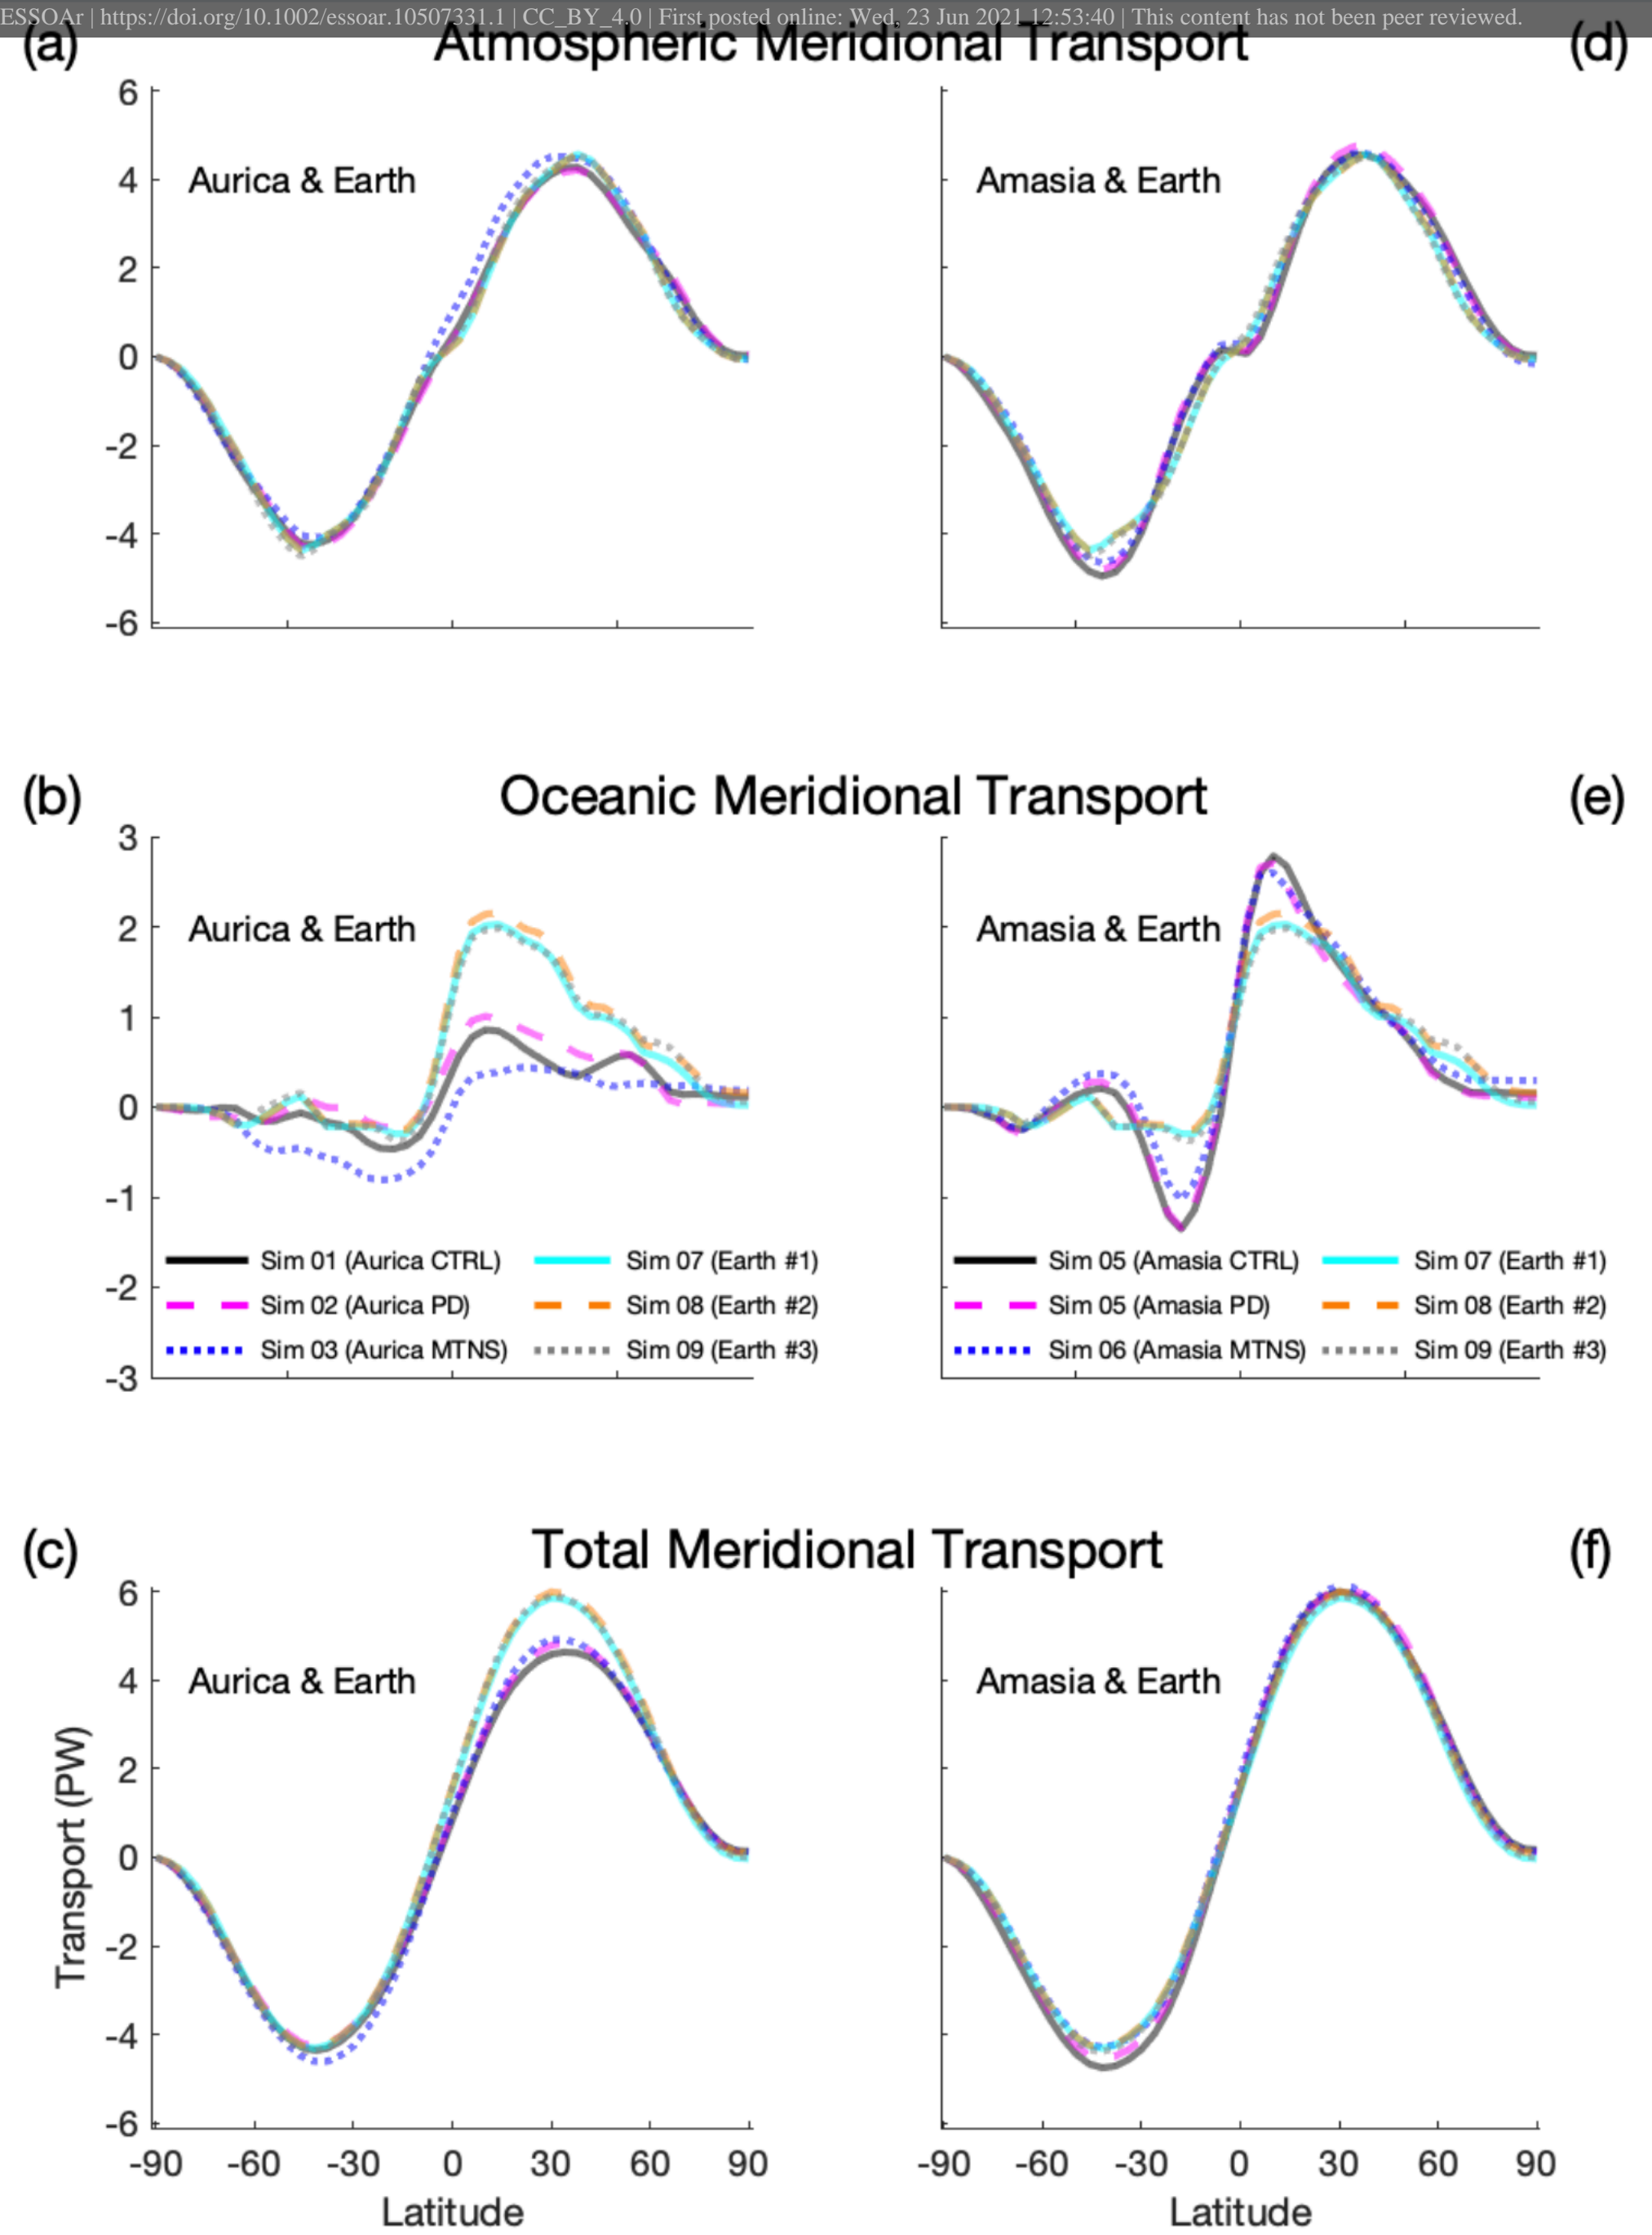 ESSOAr | https://doi.org/10.1002/essoar.10507331.1 | CC_BY_4.0 | First posted online: Wed, 23 Jun 2021 12:53:40 | This content has not been peer reviewed.
(a) Atmospheric Meridional Transport (d)
6
4
2
0
-2
-4
-6
Aurica & Earth
Amasia & Earth
(b) Oceanic Meridional Transport (e)
3
2
1
0
-1
-2
-3
Aurica & Earth
Sim 01 (Aurica CTRL)
Sim 02 (Aurica PD)
Sim 03 (Aurica MTNS)
Sim 07 (Earth #1)
Sim 08 (Earth #2)
Sim 09 (Earth #3)
Amasia & Earth
Sim 05 (Amasia CTRL)
Sim 05 (Amasia PD)
Sim 06 (Amasia MTNS)
Sim 07 (Earth #1)
Sim 08 (Earth #2)
Sim 09 (Earth #3)
(c) Total Meridional Transport (f)
6
4
2
0
-2
-4
-6
Transport (PW)
Aurica & Earth
Amasia & Earth
-90 -60 -30 0 30 60 90
Latitude
-90 -60 -30 0 30 60 90
Latitude